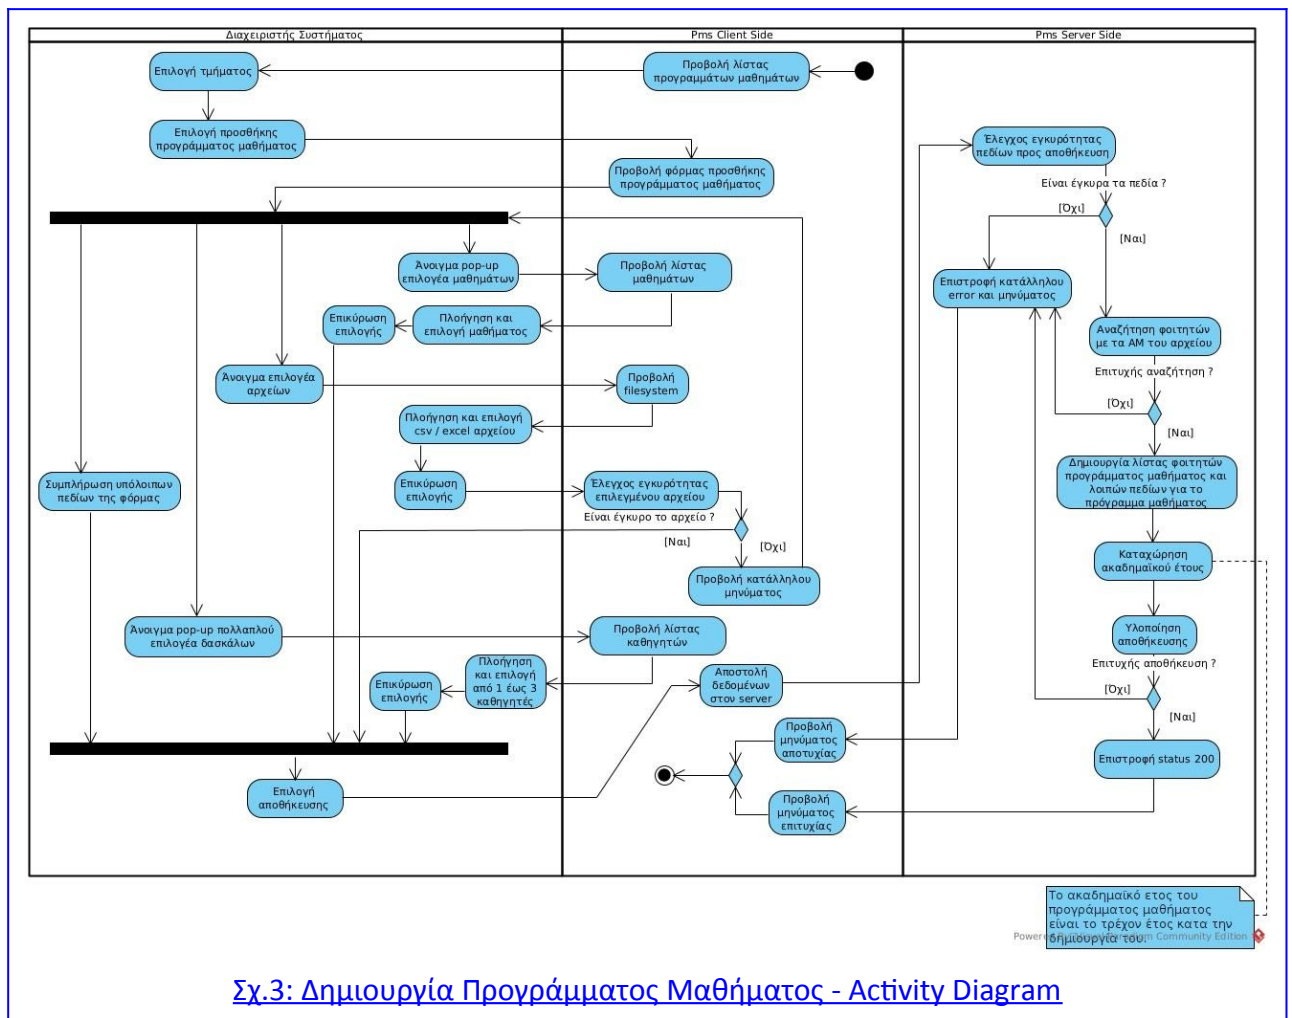 Διαχειριστής Συστήματος
Pms Client Side
Pms Server Side
Επιλογή τμήματος
Προβολή λίστας
προγραμμάτων μαθημάτων
Επιλογή προσθήκης
προγράμματος μαθήματος
Προβολή φόρμας προσθήκης
προγράμματος μαθήματος
Έλεγχος εγκυρότητας
πεδίων προς αποθήκευση
Είναι έγκυρα τα πεδία ?
[Όχι]
[Ναι]
Άνοιγμα pop-up
επιλογέα μαθημάτων
Προβολή λίστας
μαθημάτων
Επιστροφή κατάλληλου
error και μηνύματος
Επικύρωση
επιλογής
Πλοήγηση και
επιλογή μαθήματος
Αναζήτηση φοιτητών
με τα ΑΜ του αρχείου
Επιτυχής αναζήτηση ?
[Όχι]
[Ναι]
Άνοιγμα επιλογέα
αρχείων
Προβολή
filesystem
Πλοήγηση και επιλογή
csv / excel αρχείου
Συμπλήρωση υπόλοιπων
πεδίων της φόρμας
Επικύρωση
επιλογής
Έλεγχος εγκυρότητας
επιλεγμένου αρχείου
Είναι έγκυρο το αρχείο ?
[Ναι]
[Όχι]
Προβολή κατάλληλου
μηνύματος
Δημιουργία λίστας φοιτητών
προγράμματος μαθήματος και
λοιπών πεδίων για το
πρόγραμμα μαθήματος
Καταχώρηση
ακαδημαϊκού έτους
Άνοιγμα pop-up πολλαπλού
επιλογέα δασκάλων
Προβολή λίστας
καθηγητών
Υλοποίηση
αποθήκευσης
Επιτυχής αποθήκευση ?
[Όχι]
[Ναι]
Επικύρωση
επιλογής
Πλοήγηση
και επιλογή
από 1 έως 3
καθηγητές
Αποστολή
δεδομένων
στον server
Προβολή
μηνύματος
αποτυχίας
Επιστροφή status 200
Επιλογή
αποθήκευσης
Προβολή
μηνύματος
επιτυχίας
Το ακαδημαϊκό ετος του
προγράμματος μαθήματος
είναι το τρέχον έτος κατα την
δημιουργία του.
Powered By Visual Paradigm Community Edition
Σχ.3: Δημιουργία Προγράμματος Μαθήματος - Activity Diagram